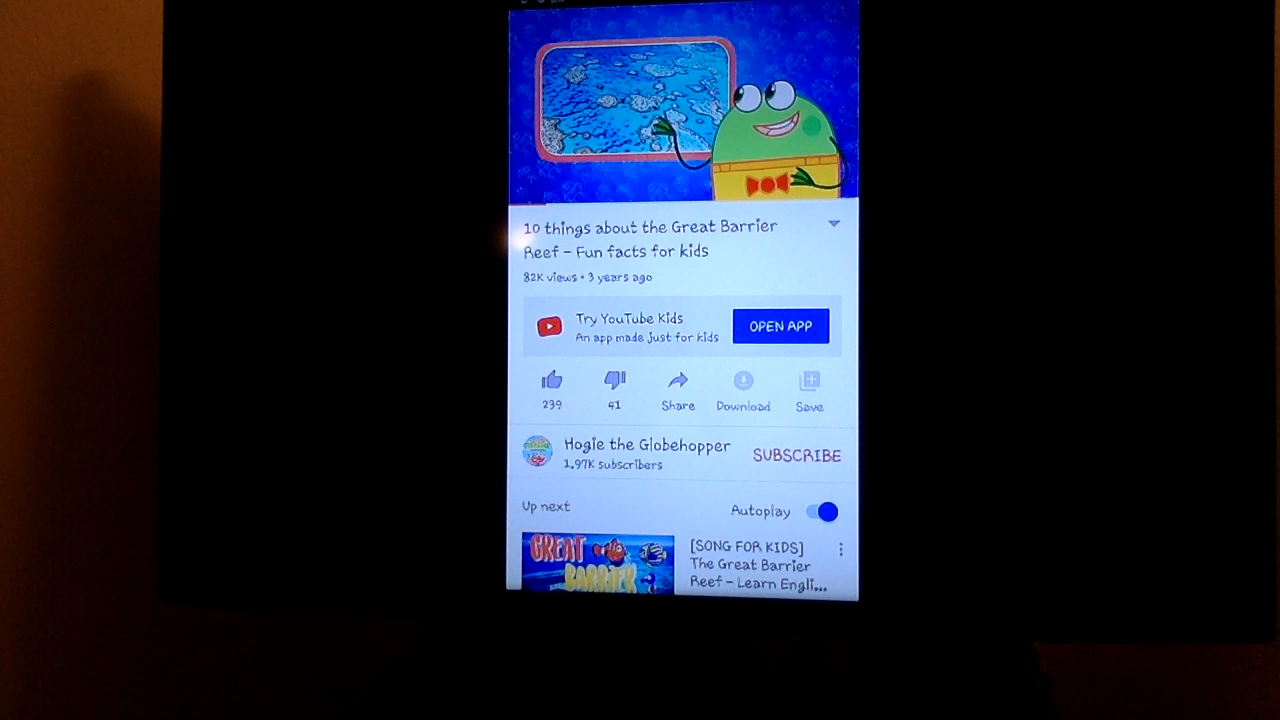 10 things about the Great Barrier
Reef - Fun facts for kids
82K views • 3 years ago
Try YouTube Kids
An app made just for kids
OPEN APP
239
41
Share
Download
Save
Hogie the Globehopper
1.97K subscribers
SUBSCRIBE
Up next
Autoplay
GREAT
BARRIER
[SONG FOR KIDS]
The Great Barrier
Reef - Learn Engli...